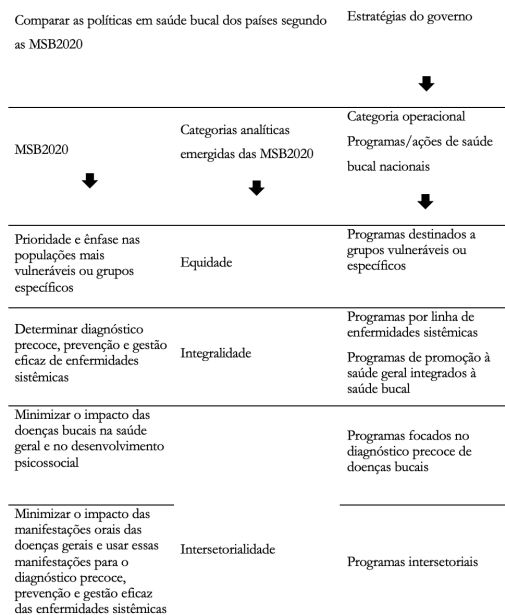 Comparar as políticas em saúde bucal dos países segundo
as MSB2020
Estratégias do governo
MSB2020
Categorias analíticas
emergidas das MSB2020
Categoria operacional
Programas/ações de saúde
bucal nacionais
Prioridade e ênfase nas
populações mais
vulneráveis ou grupos
específicos
Equidade
Programas destinados a
grupos vulneráveis ou
específicos
Determinar diagnóstico
precoce, prevenção e gestão
eficaz de enfermidades
sistêmicas
Integralidade
Programas por linha de
enfermidades sistêmicas
Programas de promoção à
saúde geral integrados à
saúde bucal
Minimizar o impacto das
doenças bucais na saúde
geral e no desenvolvimento
psicossocial
Programas focados no
diagnóstico precoce de
doenças bucais
Minimizar o impacto das
manifestações orais das
doenças gerais e usar essas
manifestações para o
diagnóstico precoce,
prevenção e gestão eficaz
das enfermidades sistêmicas
Intersetorialidade
Programas intersetoriais